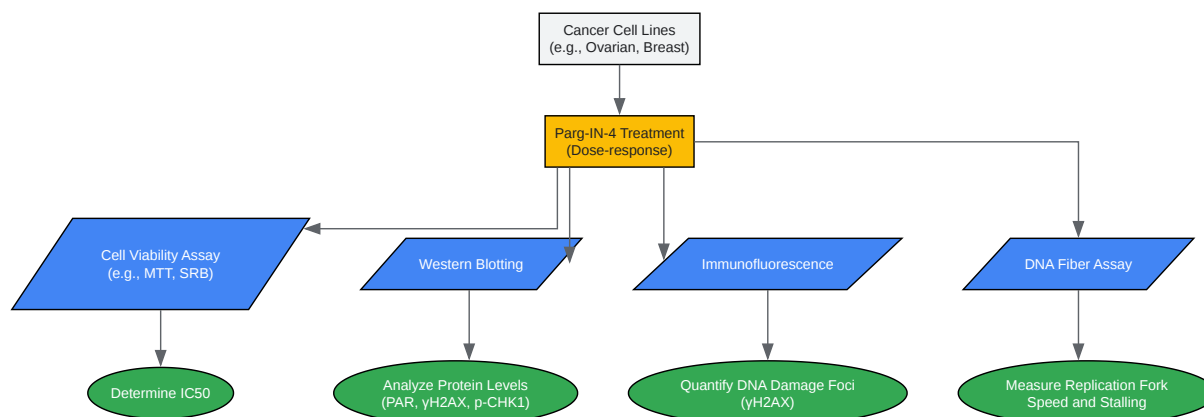 Cancer Cell Lines
(e.g., Ovarian, Breast)
Parg-IN-4 Treatment
(Dose-response)
Cell Viability Assay
(e.g., MTT, SRB)
Western Blotting
Immunofluorescence
DNA Fiber Assay
Determine IC50
Analyze Protein Levels
(PAR, γH2AX, p-CHK1)
Quantify DNA Damage Foci
(γH2AX)
Measure Replication Fork
Speed and Stalling